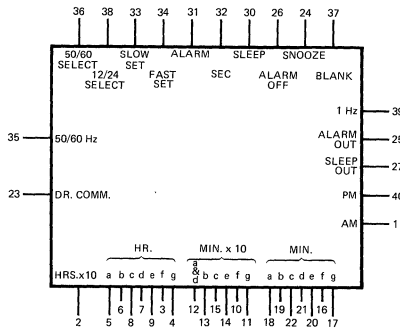 36 38 33 34 31 32 30 26 24 37
50/60 SELECT
12/24 SELECT
SLOW SET
FAST SET
ALARM
SEC
SLEEP
ALARM OFF
SNOOZE
BLANK
1 Hz 39
35 50/60 Hz
ALARM OUT 25
SLEEP OUT 27
23 DR. COMM.
PM 40
AM 1
HR. MIN. x 10 MIN.
HRS.x10 a b c d e f g a & d b c e f g a b c d e f g
2 5 6 8 7 9 3 4 12 13 15 14 10 11 18 19 22 21 20 16 17